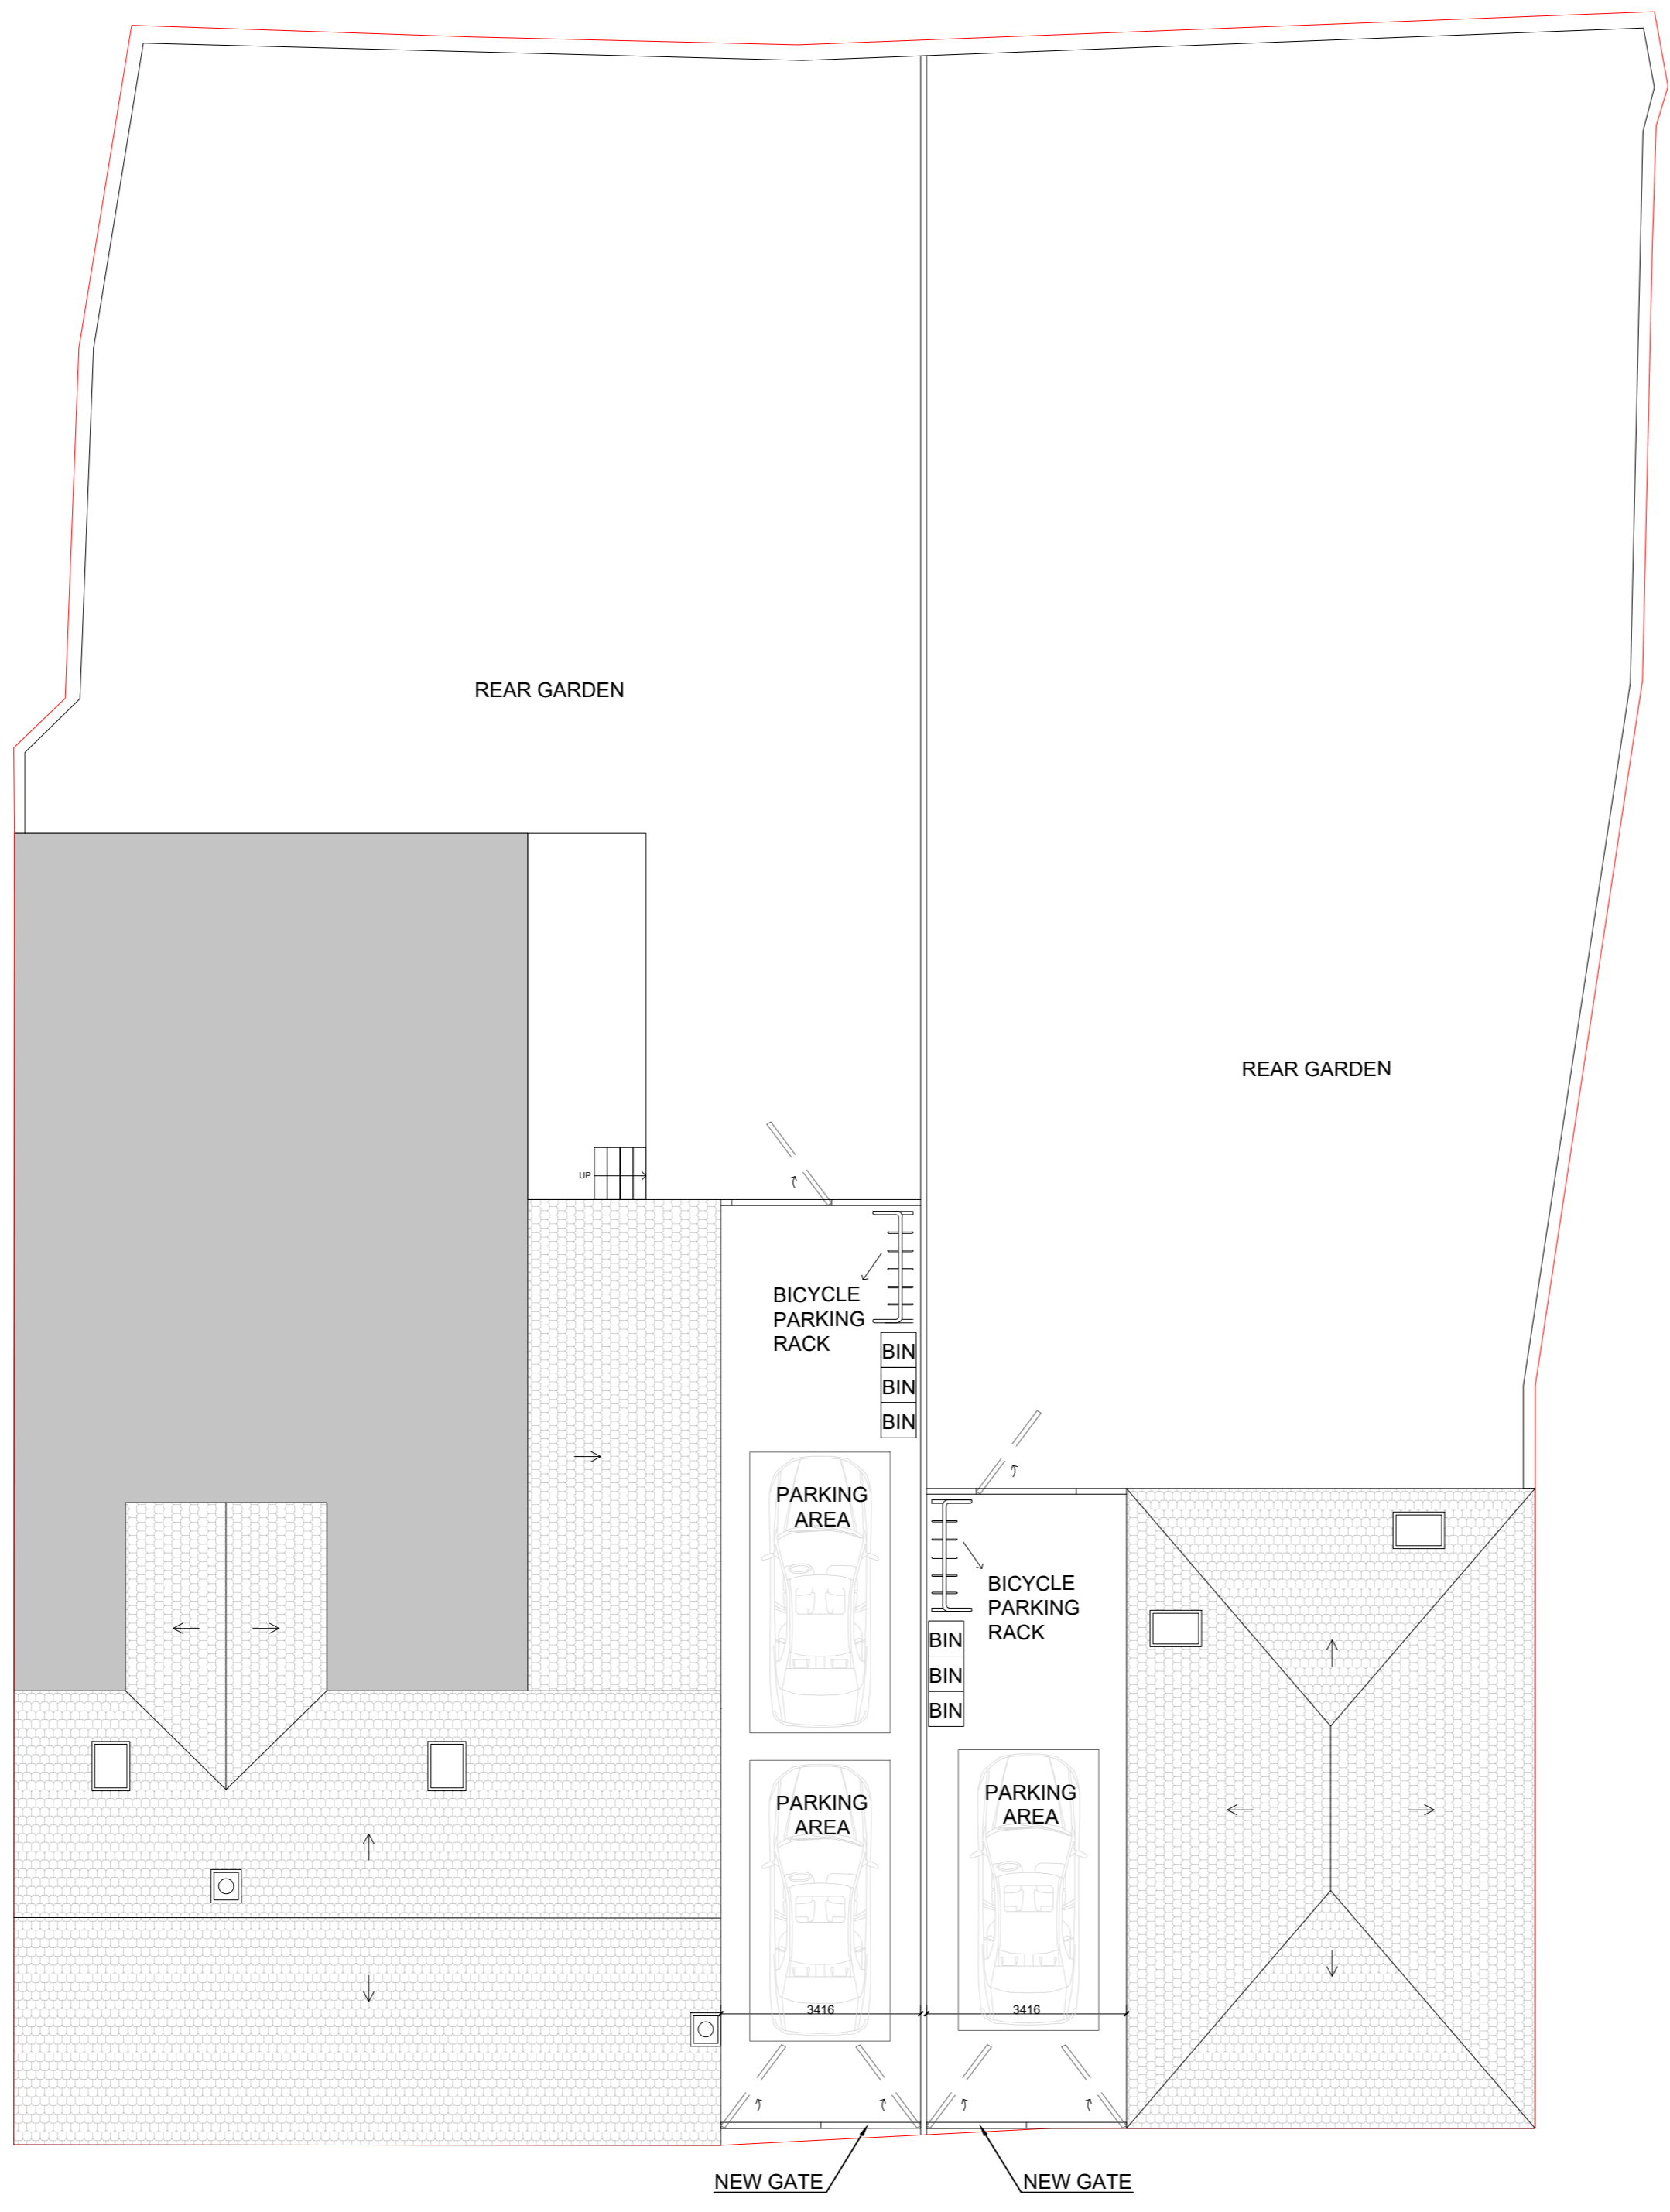 REAR GARDEN
REAR GARDEN
UP
BICYCLE
PARKING
RACK
BIN
BIN
BIN
PARKING
AREA
BICYCLE
PARKING
RACK
BIN
BIN
BIN
PARKING
AREA
PARKING
AREA
3416
3416
NEW GATE
NEW GATE